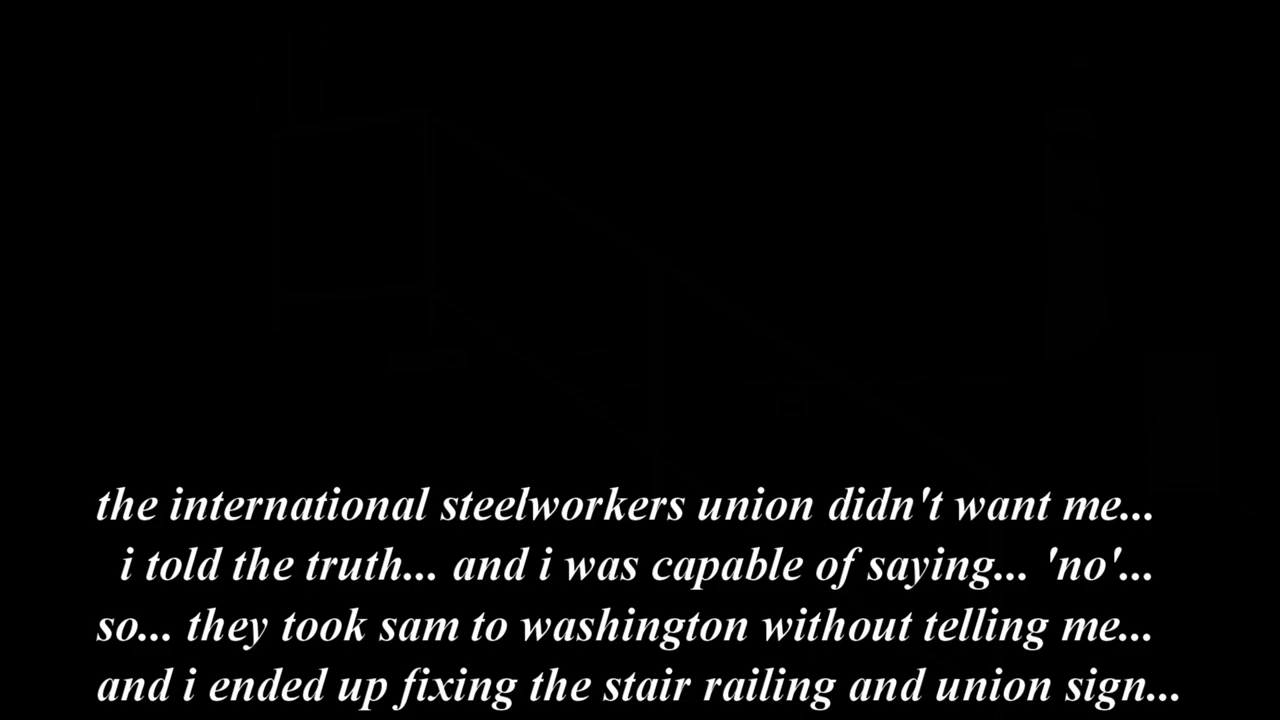 the international steelworkers union didn't want me...
i told the truth... and i was capable of saying... 'no'...
so... they took sam to washington without telling me...
and i ended up fixing the stair railing and union sign...